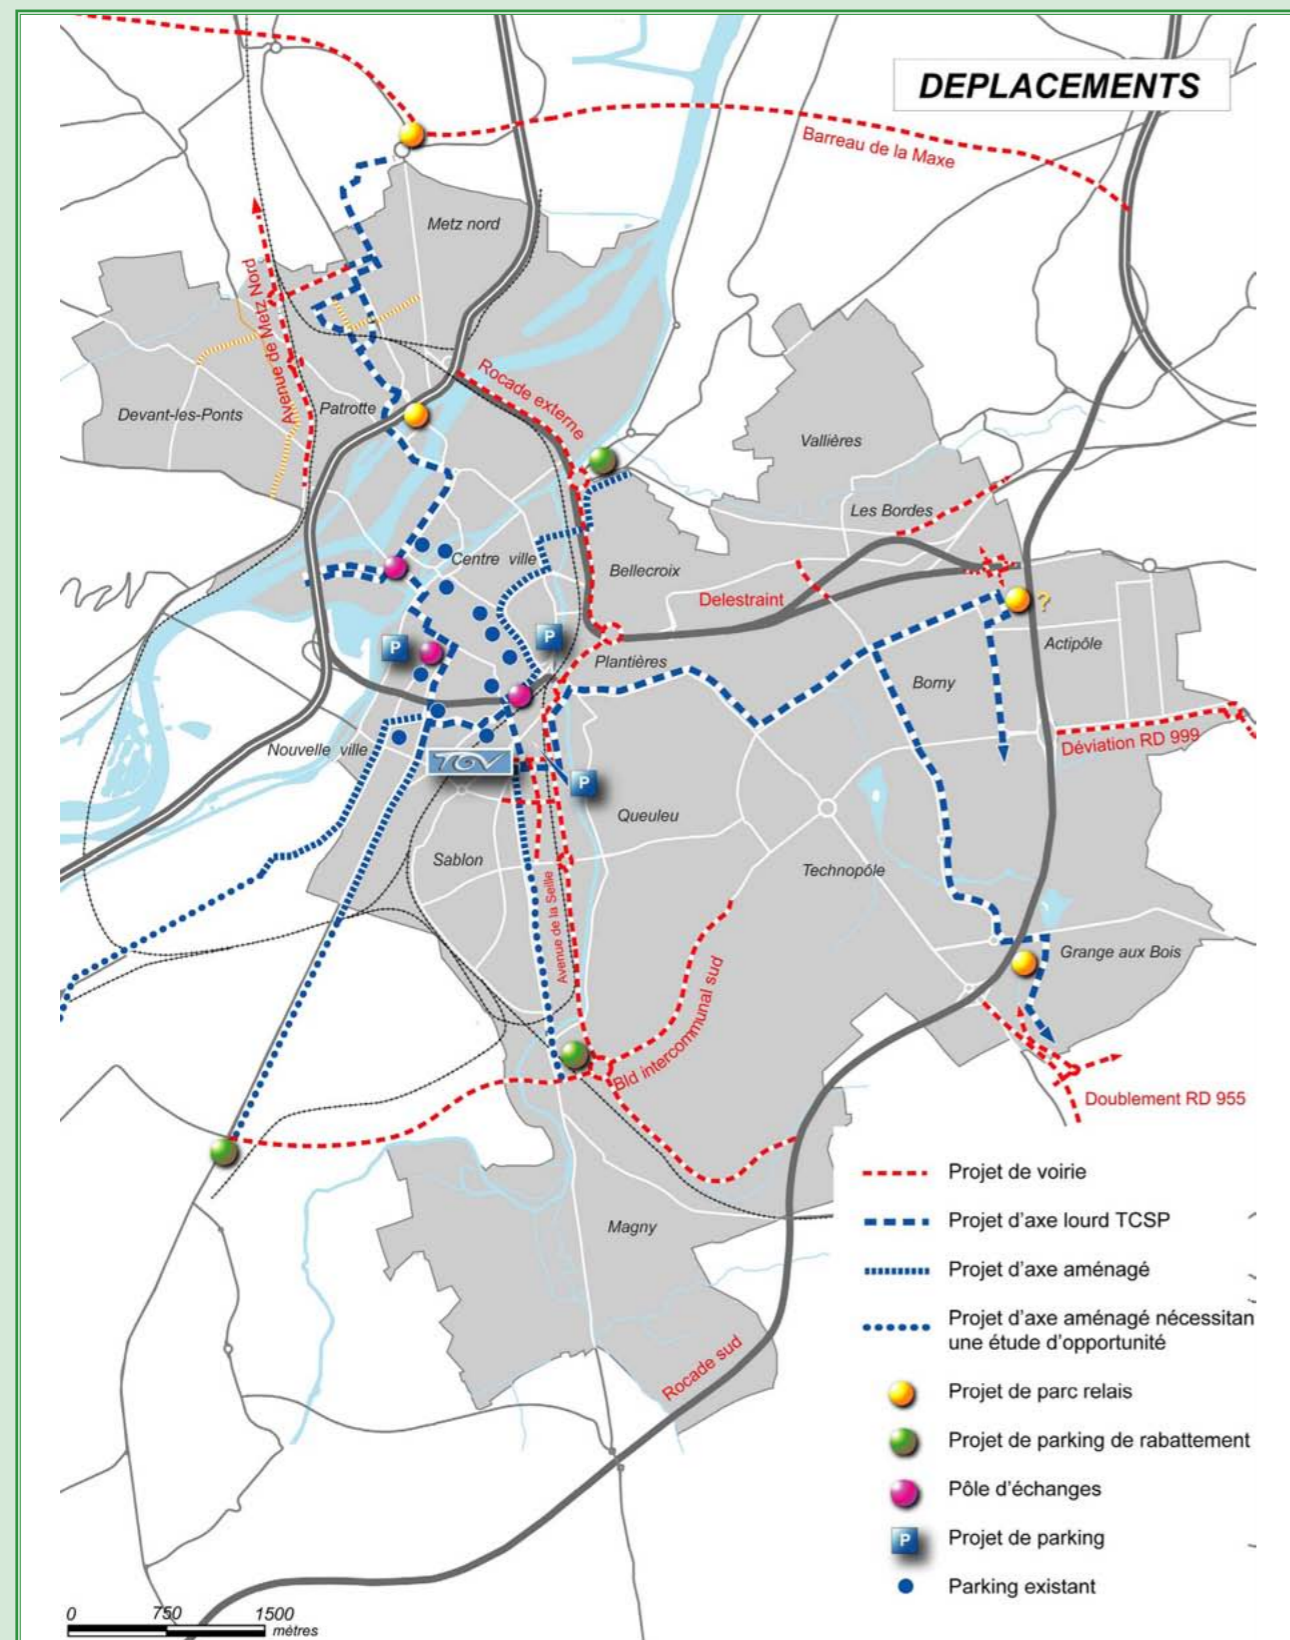 DEPLACEMENTS
Barreau de la Maxe
Metz nord
Avenue de Metz Nord
Rocade externe
Devant-les-Ponts
Patrotte
Vallières
Les Bordes
Centre ville
Bellecroix
Delestraint
?
P
P
Actipôle
Plantières
Borny
Déviation RD 999
Nouvelle ville
TGV
P
Queuleu
Sablon
Technopôle
Avenue de la Seille
Grange aux Bois
Bld intercommunal sud
Doublement RD 955
Magny
Rocade sud
Projet de voirie
Projet d'axe lourd TCSP
Projet d'axe aménagé
Projet d'axe aménagé nécessitan
une étude d'opportunité
Projet de parc relais
Projet de parking de rabattement
Pôle d'échanges
P
Projet de parking
Parking existant
0 750 1500
mètres